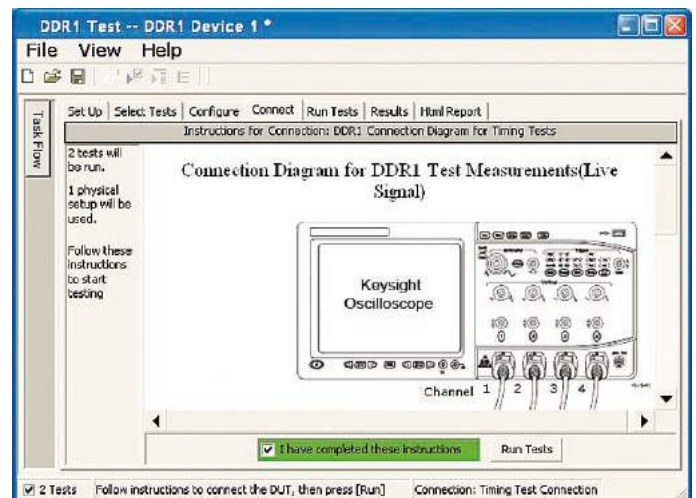 DDR1 Test -- DDR1 Device 1 *
File View Help
Task Flow
Set Up Select Tests Configure Connect Run Tests Results Html Report
Instructions for Connection: DDR1 Connection Diagram for Timing Tests
2 tests will
be run.
1 physical
setup will be
used.
Follow these
instructions
to start
testing
Connection Diagram for DDR1 Test Measurements(Live
Signal)
Keysight
Oscilloscope
Channel 1 2 3 4
I have completed these instructions Run Tests
2 Tests Follow instructions to connect the DUT, then press [Run] Connection: Timing Test Connection